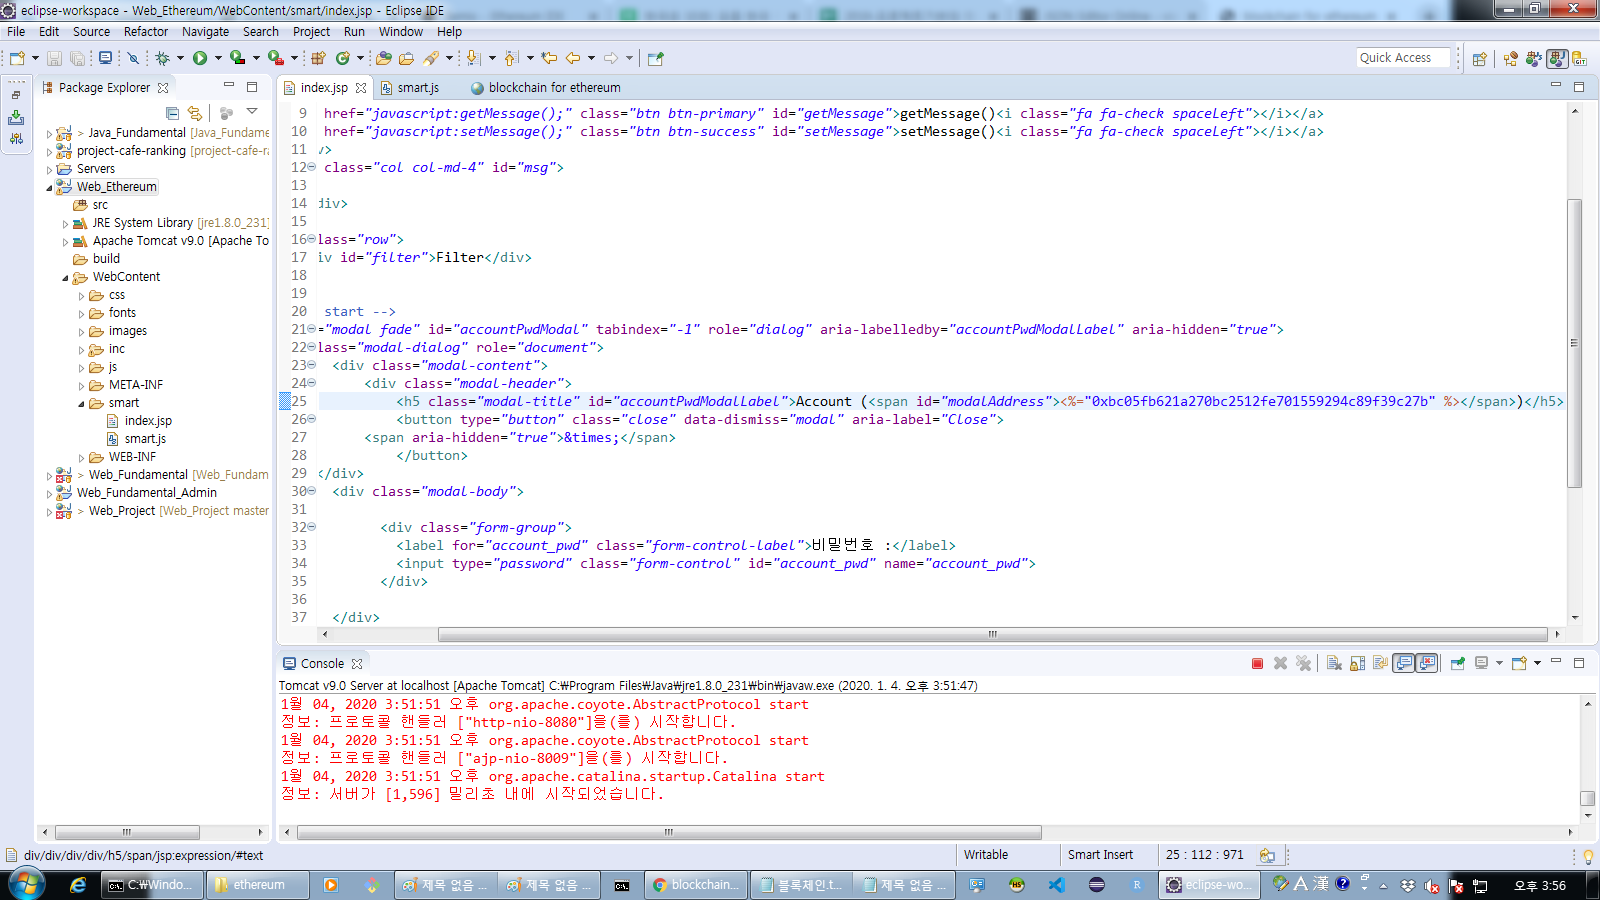 eclipse-workspace - Web_Ethereum/WebContent/smart/index.jsp - Eclipse IDE
File Edit Source Refactor Navigate Search Project Run Window Help
Quick Access
Package Explorer
> Java_Fundamental [Java_Fundame
project-cafe-ranking [project-cafe-ra
Servers
Web_Ethereum
src
JRE System Library [jre1.8.0_231]
Apache Tomcat v9.0 [Apache To
build
WebContent
css
fonts
images
inc
js
META-INF
smart
index.jsp
smart.js
WEB-INF
> Web_Fundamental [Web_Fundam
Web_Fundamental_Admin
> Web_Project [Web_Project master
index.jsp smart.js blockchain for ethereum
9 href="javascript:getMessage();" class="btn btn-primary" id="getMessage">getMessage()<i class="fa fa-check spaceLeft"></i></a>
10 href="javascript:setMessage();" class="btn btn-success" id="setMessage">setMessage()<i class="fa fa-check spaceLeft"></i></a>
11 v>
12 class="col col-md-4" id="msg">
13
14 div>
15
16 lass="row">
17 iv id="filter">Filter</div>
18
19
20 start -->
21 ="modal fade" id="accountPwdModal" tabindex="-1" role="dialog" aria-labelledby="accountPwdModalLabel" aria-hidden="true">
22 lass="modal-dialog" role="document">
23 <div class="modal-content">
24 <div class="modal-header">
25 <h5 class="modal-title" id="accountPwdModalLabel">Account (<span id="modalAddress"><%="0xbc05fb621a270bc2512fe701559294c89f39c27b" %></span>)</h5>
26 <button type="button" class="close" data-dismiss="modal" aria-label="Close">
27 <span aria-hidden="true">&times;</span>
28 </button>
29 </div>
30 <div class="modal-body">
31
32 <div class="form-group">
33 <label for="account_pwd" class="form-control-label">비밀번호 :</label>
34 <input type="password" class="form-control" id="account_pwd" name="account_pwd">
35 </div>
36
37 </div>
Console
Tomcat v9.0 Server at localhost [Apache Tomcat] C:₩Program Files₩Java₩jre1.8.0_231₩bin₩javaw.exe (2020. 1. 4. 오후 3:51:47)
1월 04, 2020 3:51:51 오후 org.apache.coyote.AbstractProtocol start
정보: 프로토콜 핸들러 ["http-nio-8080"]을(를) 시작합니다.
1월 04, 2020 3:51:51 오후 org.apache.coyote.AbstractProtocol start
정보: 프로토콜 핸들러 ["ajp-nio-8009"]을(를) 시작합니다.
1월 04, 2020 3:51:51 오후 org.apache.catalina.startup.Catalina start
정보: 서버가 [1,596] 밀리초 내에 시작되었습니다.
div/div/div/div/h5/span/jsp:expression/#text Writable Smart Insert 25 : 112 : 971
C:₩Windo... ethereum 제목 없음 ... 제목 없음 ... blockchain... 블록체인.t... 제목 없음 ... eclipse-wo... A 漢 오후 3:56